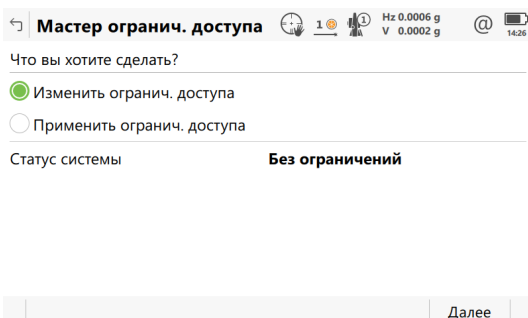 Мастер огранич. доступа 1 1 Hz 0.0006 g
V 0.0002 g @ 14:26
Что вы хотите сделать?
Изменить огранич. доступа
Применить огранич. доступа
Статус системы Без ограничений
Далее